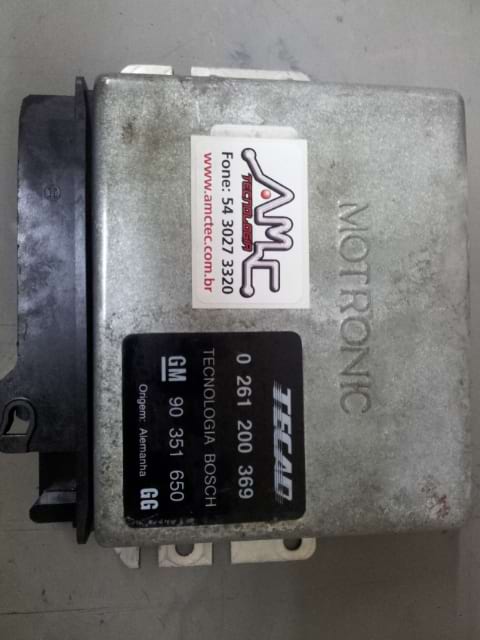 MOTRONIC
AMC
TECNOLOGIA
Fone: 54 3027 3320
www.amctec.com.br
TECAD
0 261 200 369
TECNOLOGIA BOSCH
GM 90 351 650
Origem: Alemanha GG